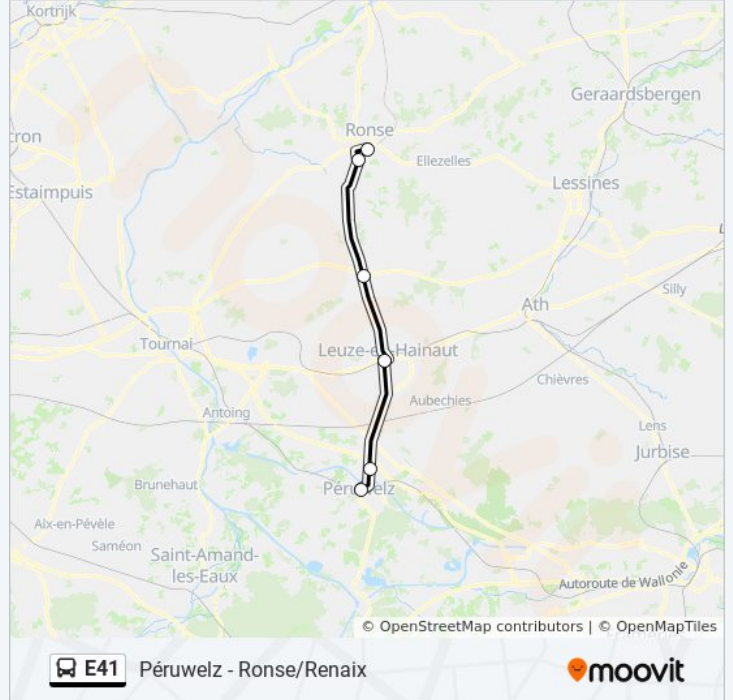 Kortrijk
Geraardsbergen
Ronse
cron
Ellezelles
Lessines
Estaimpuis
Silly
Ath
Tournai
Leuze-en-Hainaut
Chièvres
Aubechies
Antoing
Lens
Jurbise
Brunehaut
Péruwelz
Aix-en-Pévèle
Saméon
Saint-Amand-
les-Eaux
Autoroute de Wallonie
© OpenStreetMap contributors | © OpenMapTiles
E41 Péruwelz - Ronse/Renaix
moovit